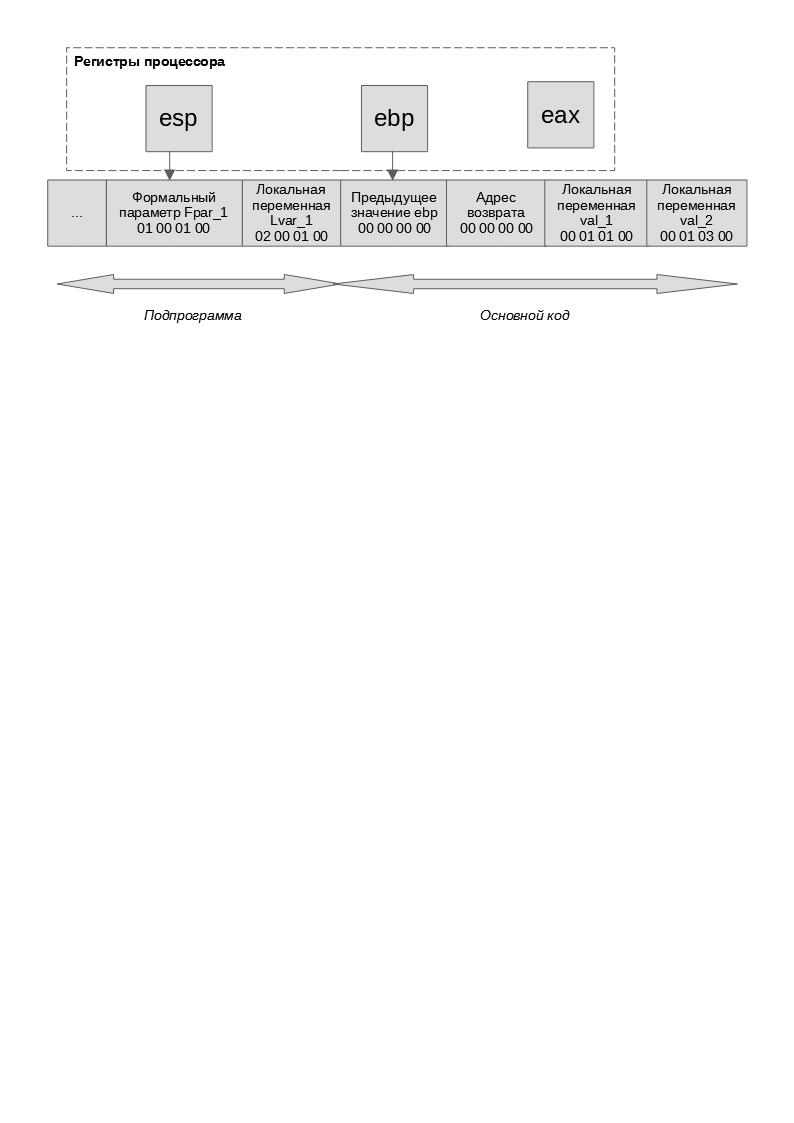 Регистры процессора
esp
ebp
eax
...
Формальный
параметр Fpar_1
01 00 01 00
Локальная
переменная
Lvar_1
02 00 01 00
Предыдущее
значение ebp
00 00 00 00
Адрес
возврата
00 00 00 00
Локальная
переменная
val_1
00 01 01 00
Локальная
переменная
val_2
00 01 03 00
Подпрограмма
Основной код